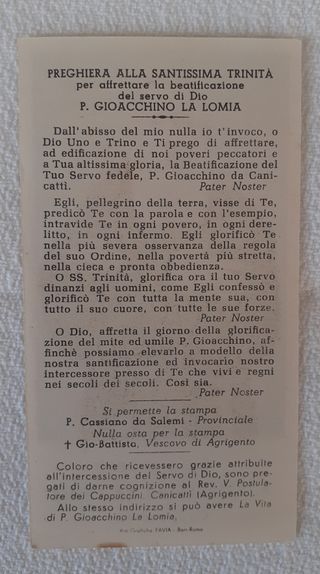 PREGHIERA ALLA SANTISSIMA TRINITÀ
per affrettare la beatificazione
del servo di Dio
P. GIOACCHINO LA LOMIA
Dall'abisso del mio nulla io t'invoco, o
Dio Uno e Trino e Ti prego di affrettare,
ad edificazione di noi poveri peccatori e
a Tua altissima gloria, la Beatificazione del
Tuo Servo fedele, P. Gioacchino da Cani-
cattì. Pater Noster
Egli, pellegrino della terra, visse di Te,
predicò Te con la parola e con l'esempio,
intravide Te in ogni povero, in ogni dere-
litto, in ogni infermo. Egli glorificò Te
nella più severa osservanza della regola
del suo Ordine, nella povertà più stretta,
nella cieca e pronta obbedienza.
O SS. Trinità, glorifica ora il tuo Servo
dinanzi agli uomini, come Egli confessò e
glorificò Te con tutta la mente sua, con
tutto il suo cuore, con tutte le sue forze.
Pater Noster
O Dio, affretta il giorno della glorifica-
zione del mite ed umile P. Gioacchino, af-
finchè possiamo elevarlo a modello della
nostra santificazione ed invocarlo nostro
intercessore presso di Te che vivi e regni
nei secoli dei secoli. Così sia.
Pater Noster
Si permette la stampa
P. Cassiano da Salemi - Provinciale
Nulla osta per la stampa
† Gio-Battista, Vescovo di Agrigento
Coloro che ricevessero grazie attribuite
all'intercessione del Servo di Dio, sono pre-
gati di darne cognizione al Rev. V. Postula-
tore dei Cappuccini. Canicattì (Agrigento).
Allo stesso indirizzo si può avere La Vita
di P. Gioacchino La Lomia,
Grafiche FAVIA - Bari-Roma